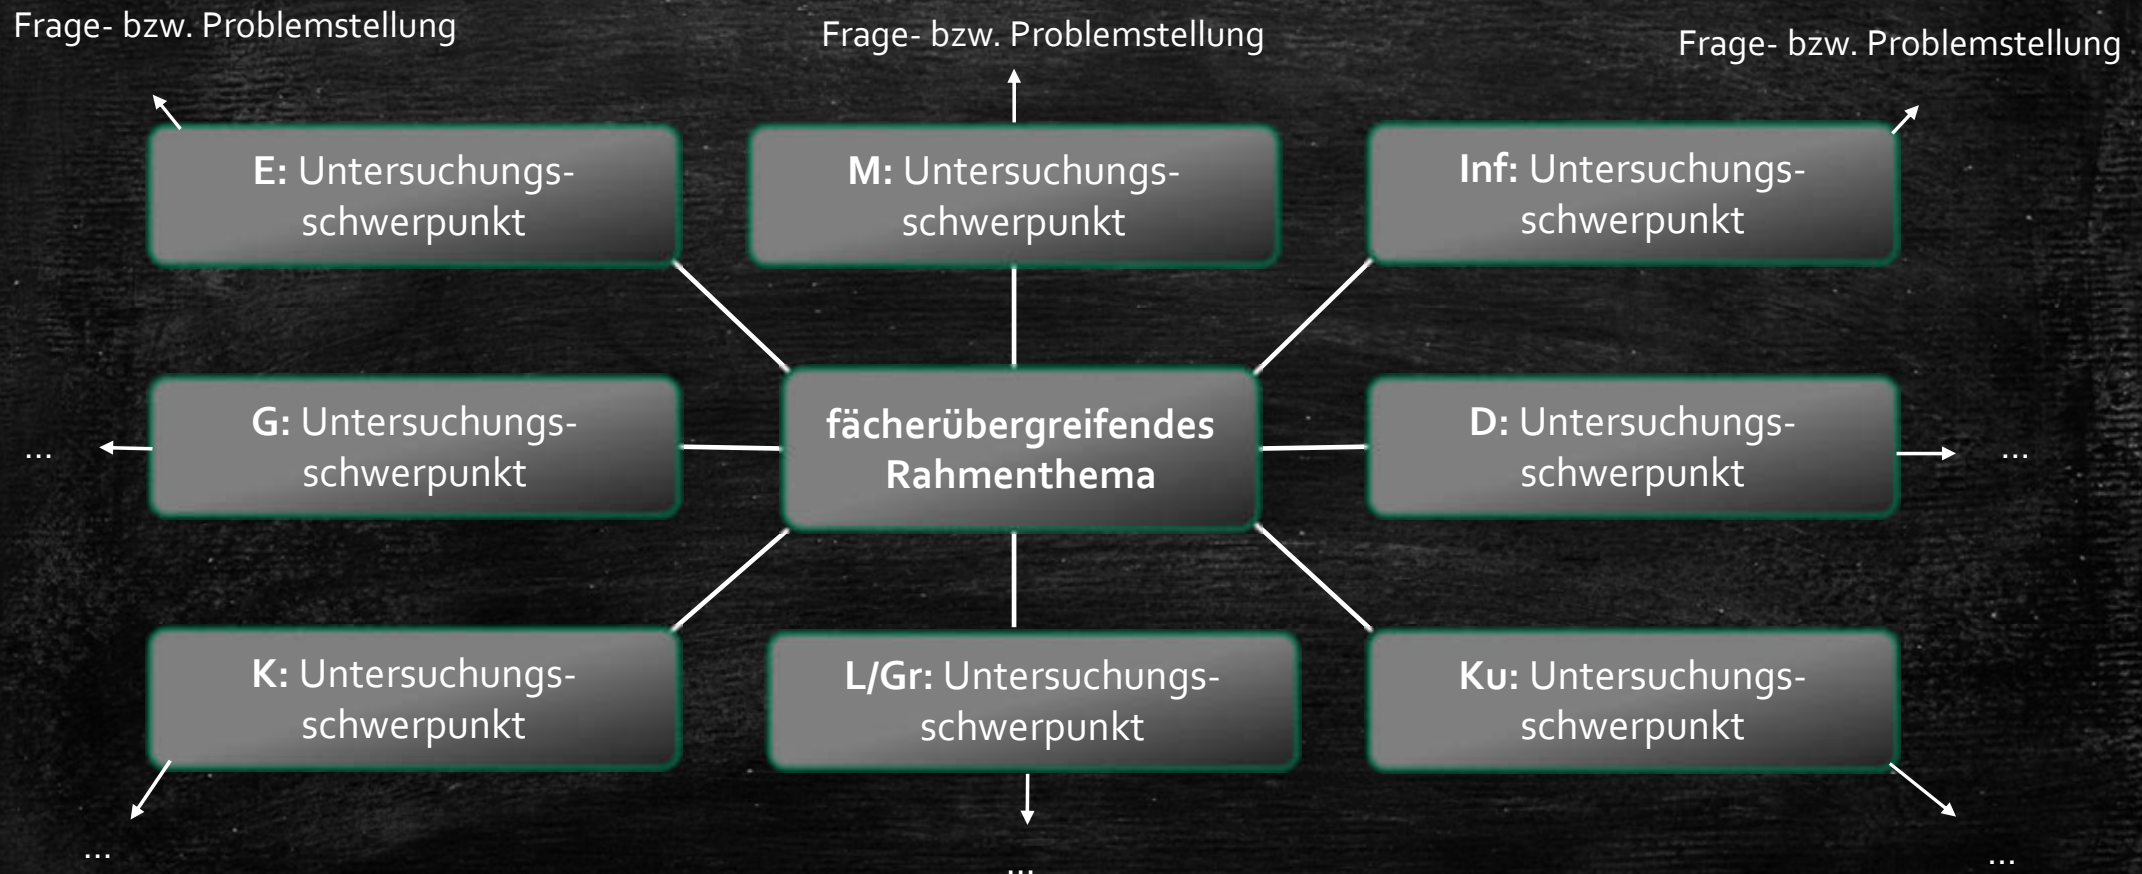 Frage- bzw. Problemstellung
Frage- bzw. Problemstellung
Frage- bzw. Problemstellung
E: Untersuchungs-
schwerpunkt
M: Untersuchungs-
schwerpunkt
Inf: Untersuchungs-
schwerpunkt
...
G: Untersuchungs-
schwerpunkt
fächerübergreifendes
Rahmenthema
D: Untersuchungs-
schwerpunkt
...
K: Untersuchungs-
schwerpunkt
L/Gr: Untersuchungs-
schwerpunkt
Ku: Untersuchungs-
schwerpunkt
...
...
...